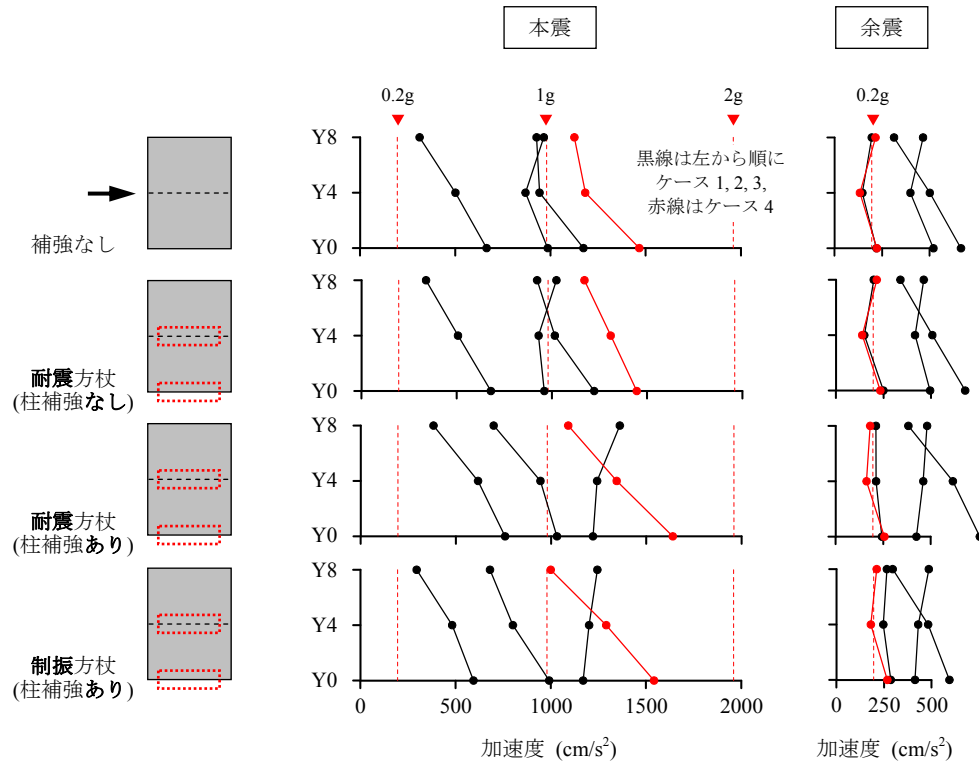 本震
余震
0.2g
1g
2g
0.2g
Y8
Y4
Y0
補強なし
黒線は左から順に
ケース 1, 2, 3,
赤線はケース 4
Y8
Y4
Y0
耐震方杖
(柱補強なし)
Y8
Y4
Y0
耐震方杖
(柱補強あり)
Y8
Y4
Y0
制振方杖
(柱補強あり)
0
500
1000
1500
2000
0
250
500
加速度 (cm/s²)
加速度 (cm/s²)